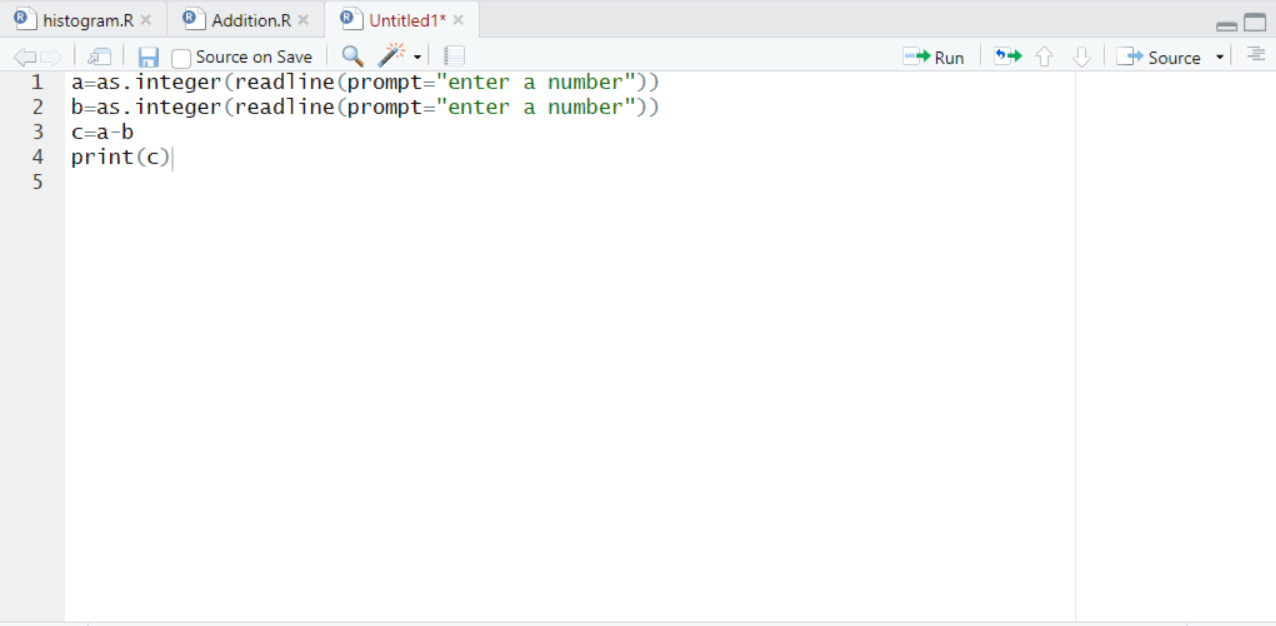 histogram.R Addition.R Untitled1*
Source on Save Run Source
1 a=as.integer(readline(prompt="enter a number"))
2 b=as.integer(readline(prompt="enter a number"))
3 c=a-b
4 print(c)
5